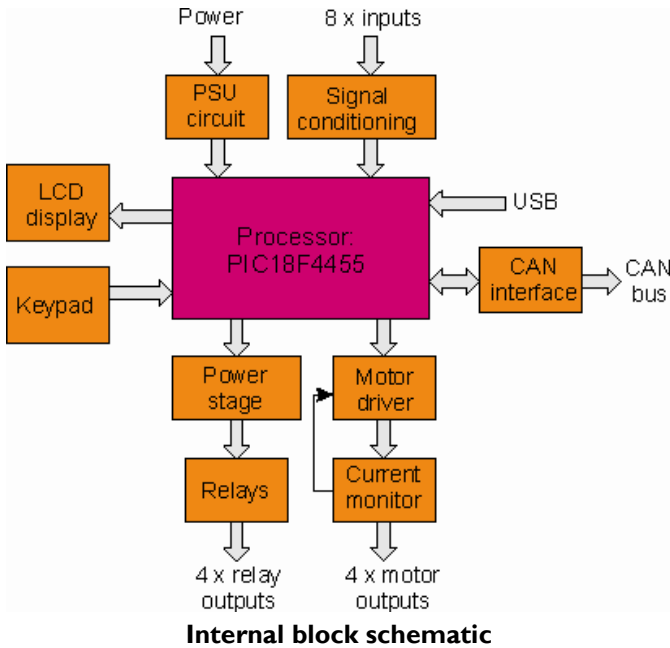 Power
8 x inputs
PSU
circuit
Signal
conditioning
LCD
display
USB
Processor:
PIC18F4455
Keypad
CAN
interface
CAN
bus
Power
stage
Motor
driver
Relays
Current
monitor
4 x relay
outputs
4 x motor
outputs
Internal block schematic